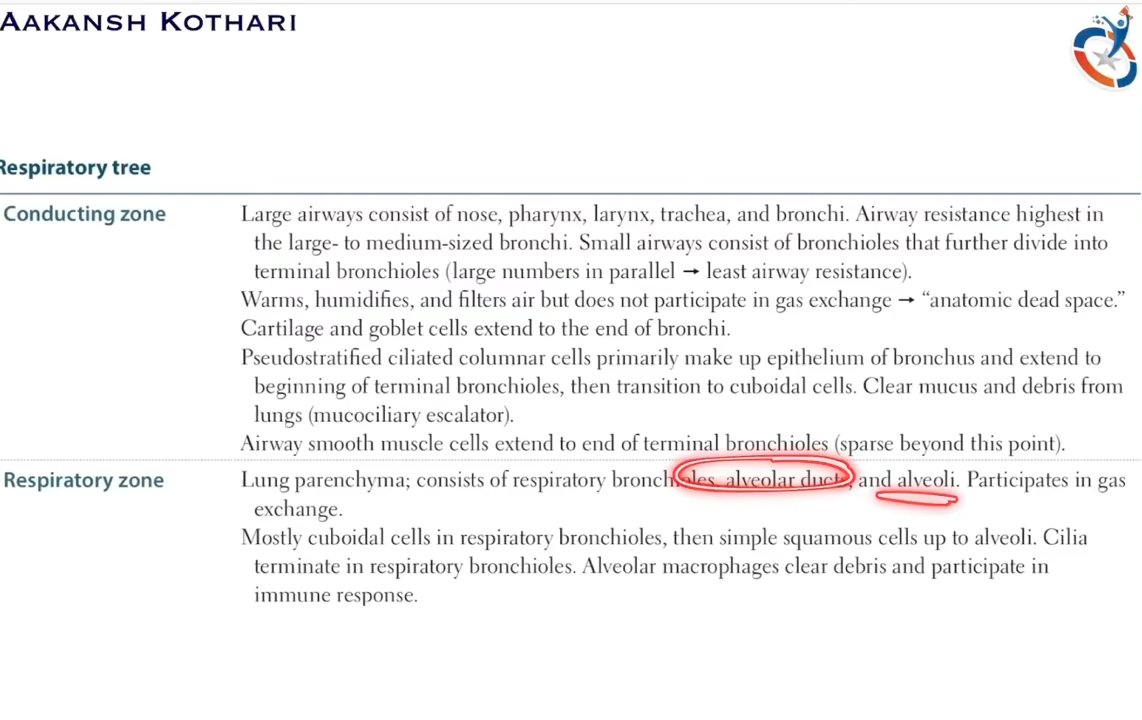 AAKANSH KOTHARI
Respiratory tree
Conducting zone
Large airways consist of nose, pharynx, larynx, trachea, and bronchi. Airway resistance highest in
the large- to medium-sized bronchi. Small airways consist of bronchioles that further divide into
terminal bronchioles (large numbers in parallel → least airway resistance).
Warms, humidifies, and filters air but does not participate in gas exchange → “anatomic dead space.”
Cartilage and goblet cells extend to the end of bronchi.
Pseudostratified ciliated columnar cells primarily make up epithelium of bronchus and extend to
beginning of terminal bronchioles, then transition to cuboidal cells. Clear mucus and debris from
lungs (mucociliary escalator).
Airway smooth muscle cells extend to end of terminal bronchioles (sparse beyond this point).
Respiratory zone
Lung parenchyma; consists of respiratory bronchioles, alveolar ducts, and alveoli. Participates in gas
exchange.
Mostly cuboidal cells in respiratory bronchioles, then simple squamous cells up to alveoli. Cilia
terminate in respiratory bronchioles. Alveolar macrophages clear debris and participate in
immune response.